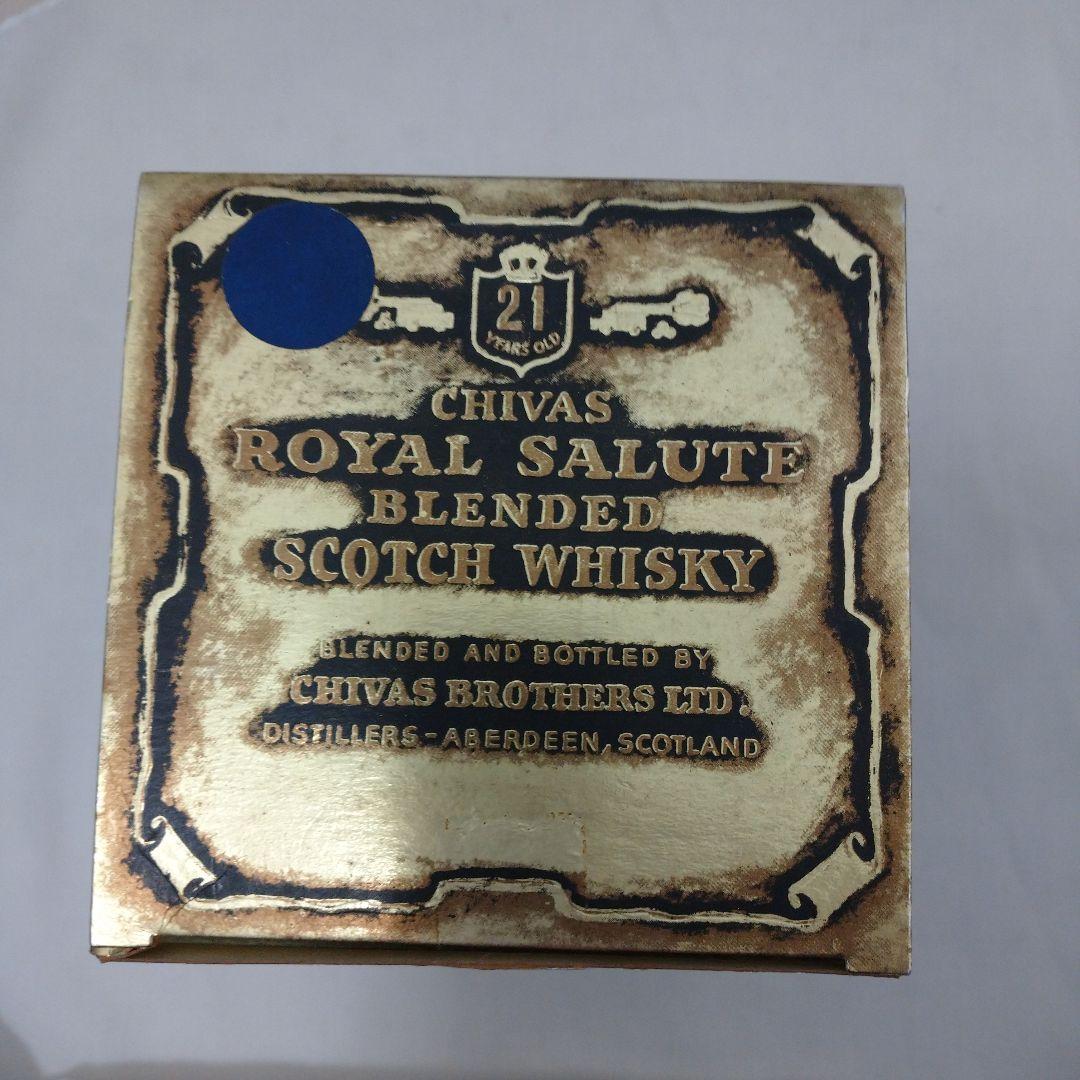 21
YEARS OLD
CHIVAS
ROYAL SALUTE
BLENDED
SCOTCH WHISKY
BLENDED AND BOTTLED BY
CHIVAS BROTHERS LTD.
DISTILLERS-ABERDEEN, SCOTLAND